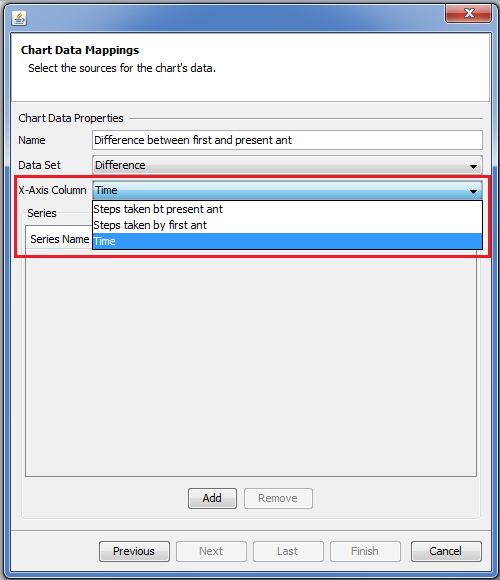 Chart Data Mappings
Select the sources for the chart's data.
Chart Data Properties
Name Difference between first and present ant
Data Set Difference
X-Axis Column Time
Steps taken bt present ant
Series
Steps taken by first ant
Series Name Time
Add Remove
Previous Next Last Finish Cancel